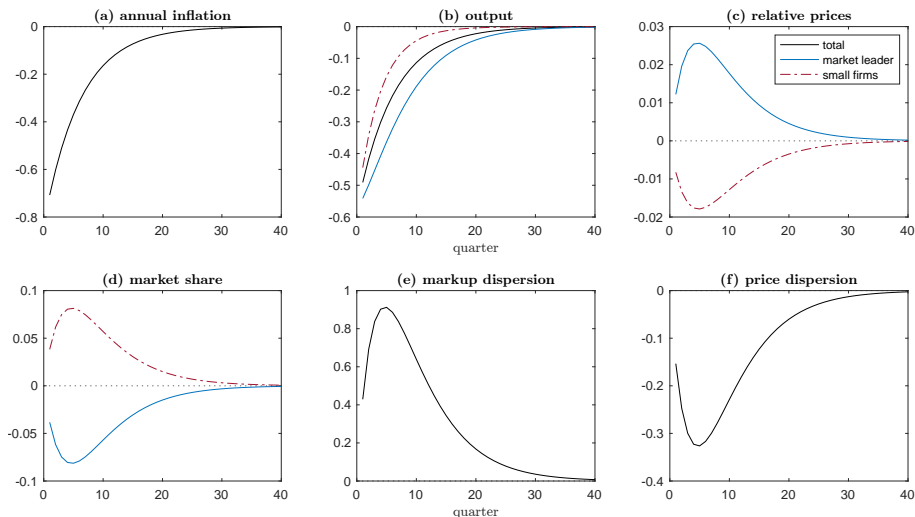 (a) annual inflation
0
-0.2
-0.4
-0.6
-0.8
0 10 20 30 40
(b) output
0
-0.1
-0.2
-0.3
-0.4
-0.5
-0.6
0 10 20 30 40
quarter
(c) relative prices
0.03
0.02
0.01
0
-0.01
-0.02
0 10 20 30 40
total
market leader
small firms
(d) market share
0.1
0.05
0
-0.05
-0.1
0 10 20 30 40
(e) markup dispersion
1
0.8
0.6
0.4
0.2
0
0 10 20 30 40
quarter
(f) price dispersion
0
-0.1
-0.2
-0.3
-0.4
0 10 20 30 40